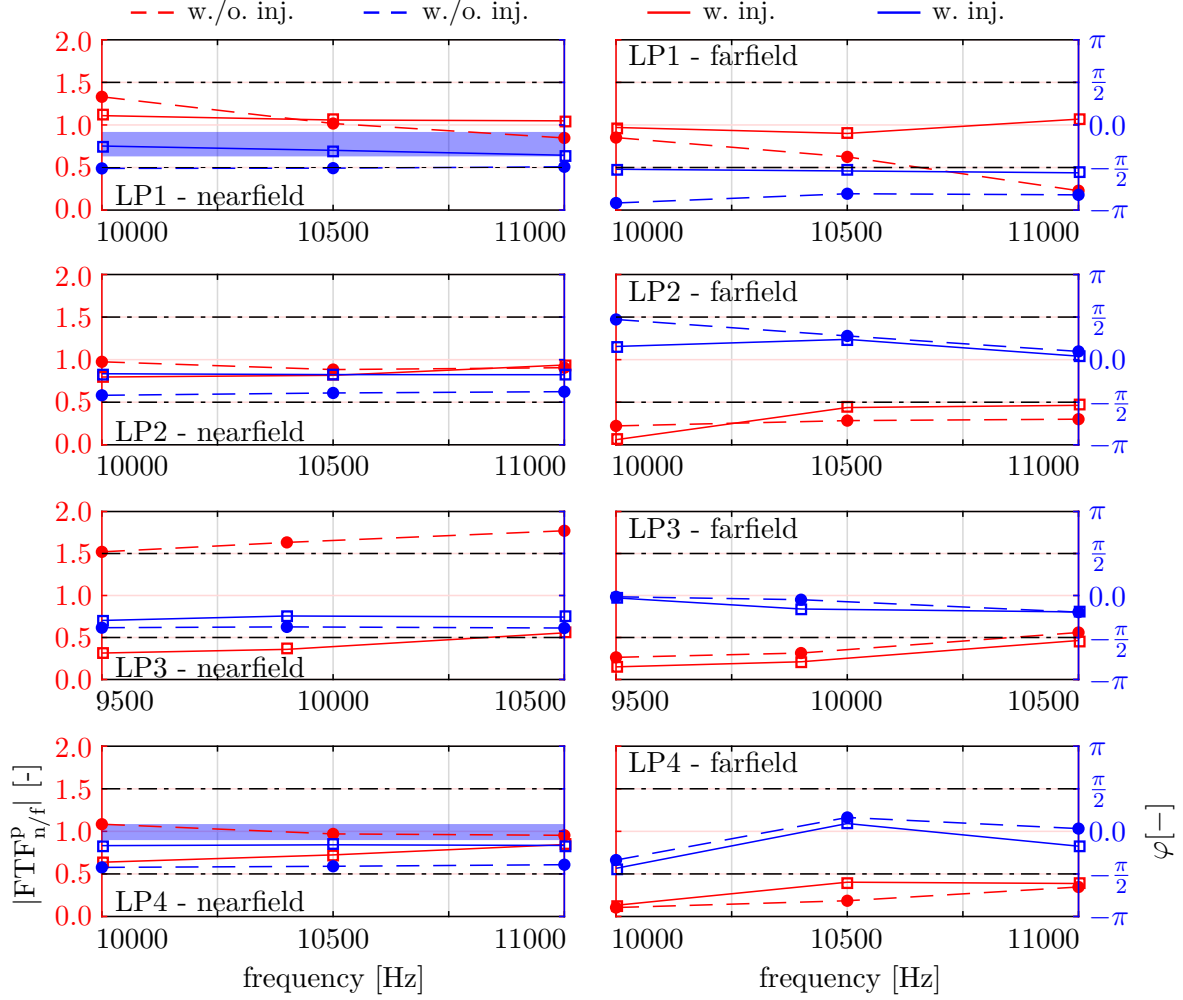 w./o. inj. w./o. inj. w. inj. w. inj.
2.0 1.5 1.0 0.5 0.0
LP1 - nearfield
10000 10500 11000
LP1 - farfield
π π/2 0.0 −π/2 −π
10000 10500 11000
2.0 1.5 1.0 0.5 0.0
LP2 - nearfield
10000 10500 11000
LP2 - farfield
π π/2 0.0 −π/2 −π
10000 10500 11000
2.0 1.5 1.0 0.5 0.0
LP3 - nearfield
9500 10000 10500
LP3 - farfield
π π/2 0.0 −π/2 −π
9500 10000 10500
|FTF^p_{n/f}| [-]
2.0 1.5 1.0 0.5 0.0
LP4 - nearfield
10000 10500 11000
frequency [Hz]
LP4 - farfield
π π/2 0.0 −π/2 −π
φ[−]
10000 10500 11000
frequency [Hz]